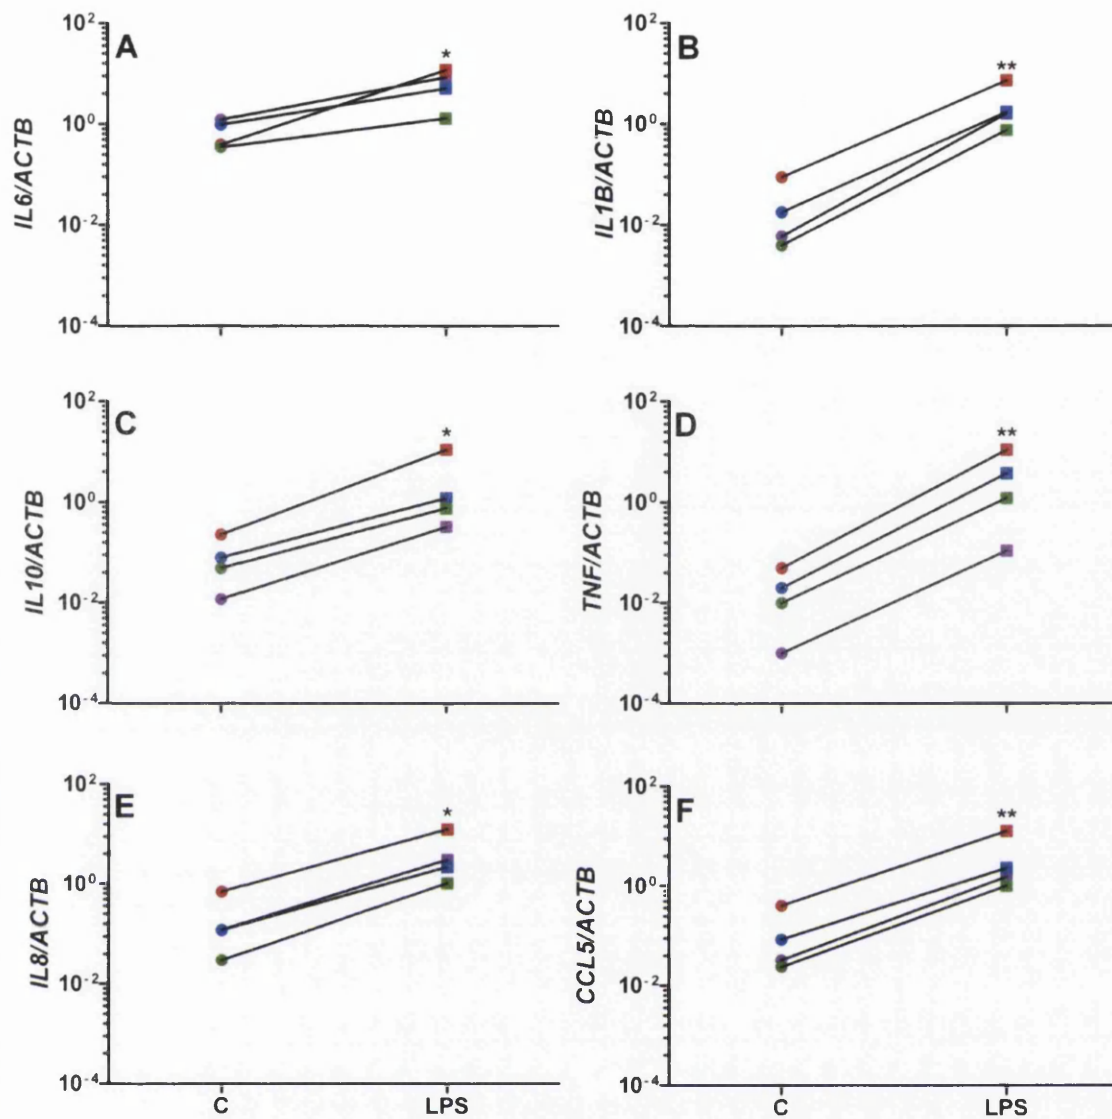 A
B
10²
10⁰
10⁻²
10⁻⁴
IL6/ACTB
*
10²
10⁰
10⁻²
10⁻⁴
IL1B/ACTB
**
C
D
10²
10⁰
10⁻²
10⁻⁴
IL10/ACTB
*
10²
10⁰
10⁻²
10⁻⁴
TNF/ACTB
**
E
F
10²
10⁰
10⁻²
10⁻⁴
IL8/ACTB
*
C LPS
10²
10⁰
10⁻²
10⁻⁴
CCL5/ACTB
**
C LPS